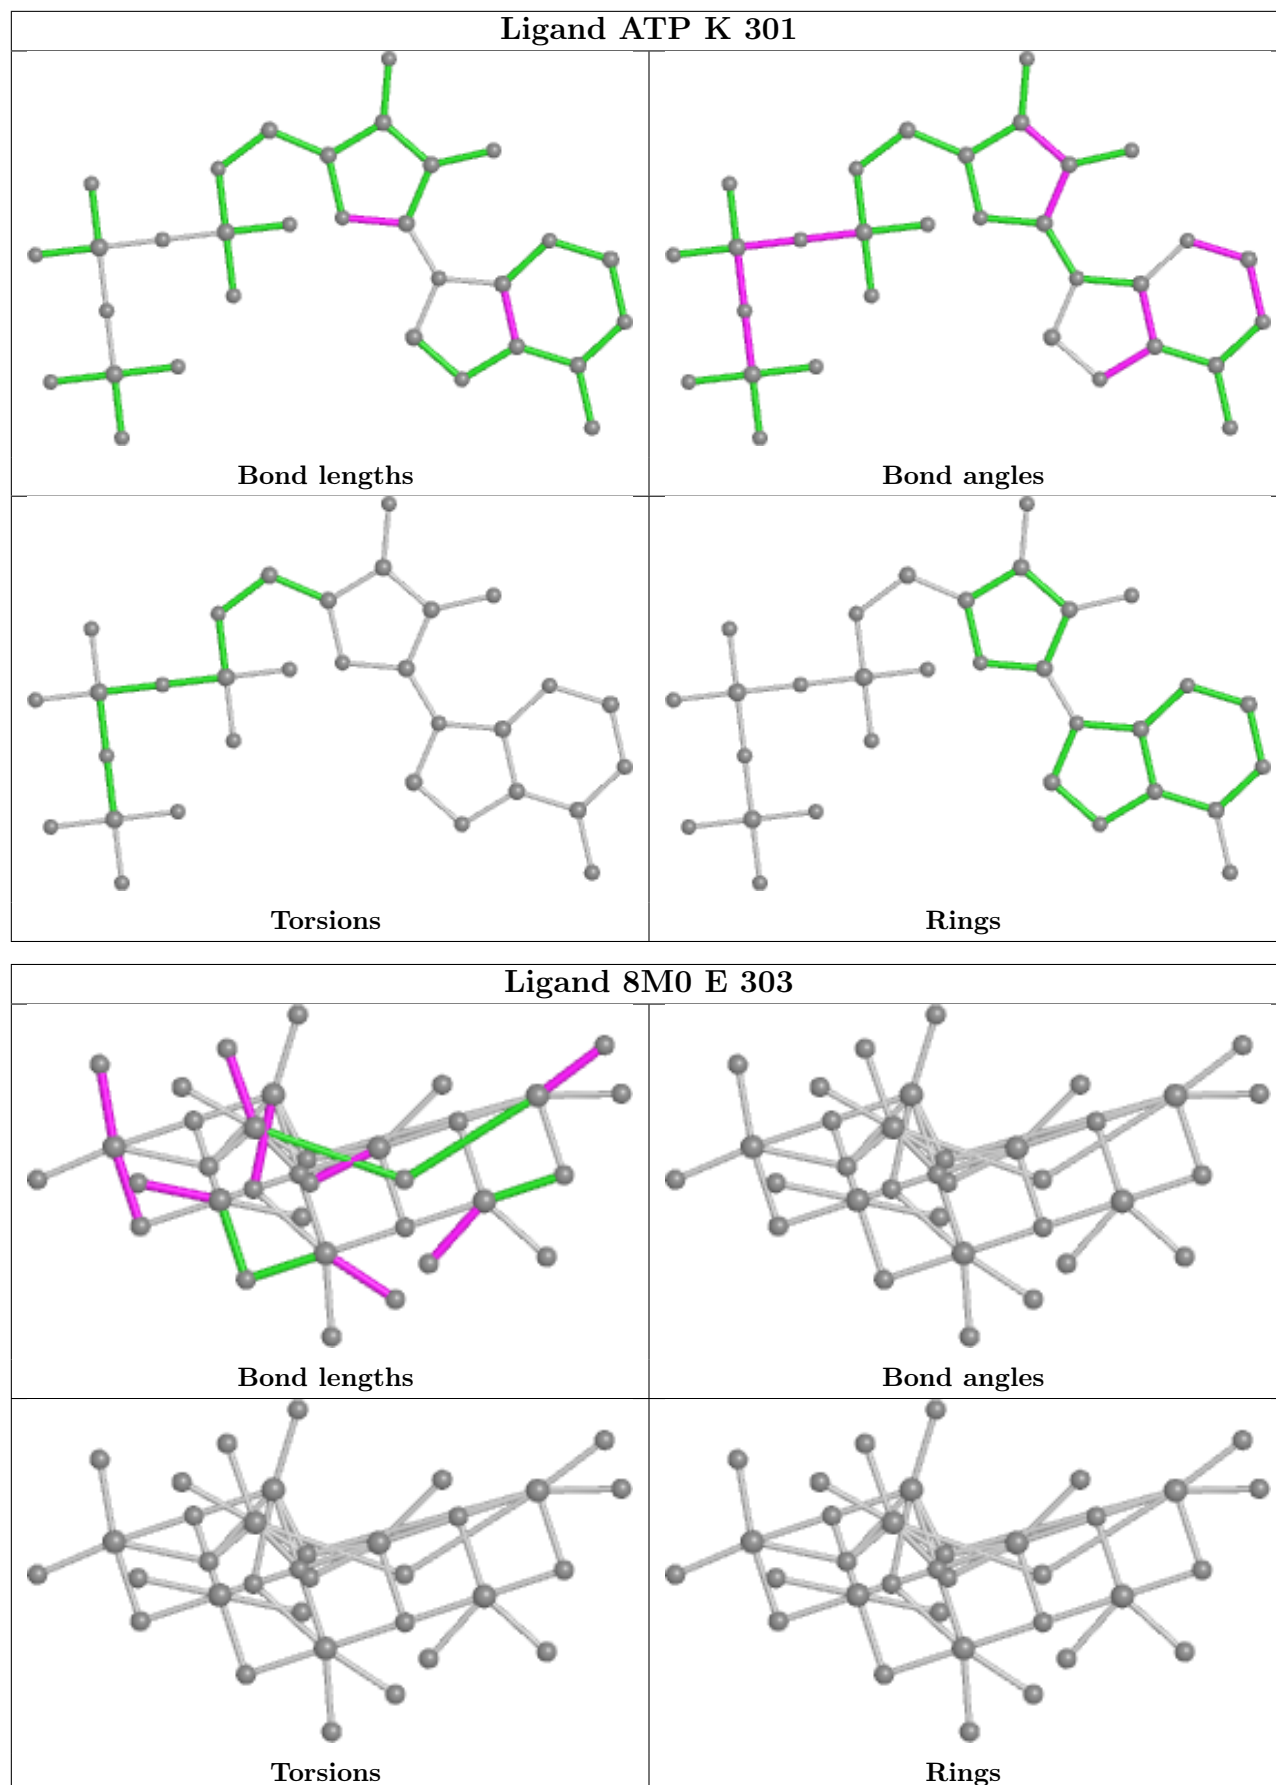 Ligand ATP K 301
Bond lengths
Bond angles
Torsions
Rings
Ligand 8M0 E 303
Bond lengths
Bond angles
Torsions
Rings